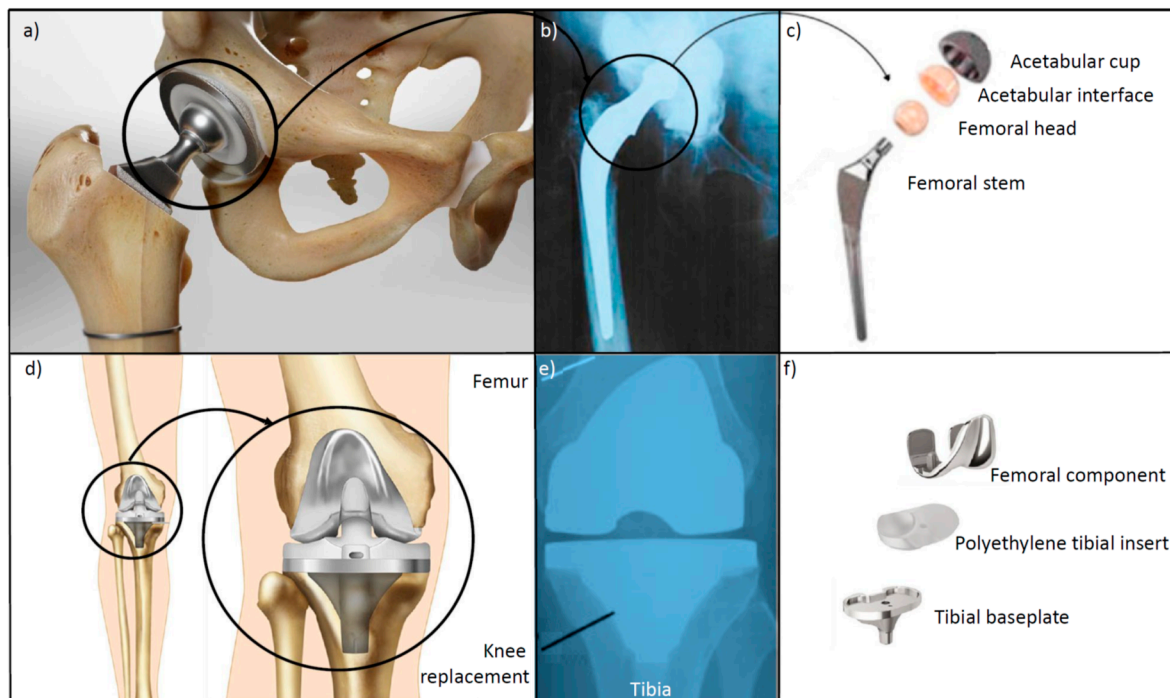 a)
b)
c)
Acetabular cup
Acetabular interface
Femoral head
Femoral stem
d)
Femur
Knee
replacement
e)
Tibia
f)
Femoral component
Polyethylene tibial insert
Tibial baseplate